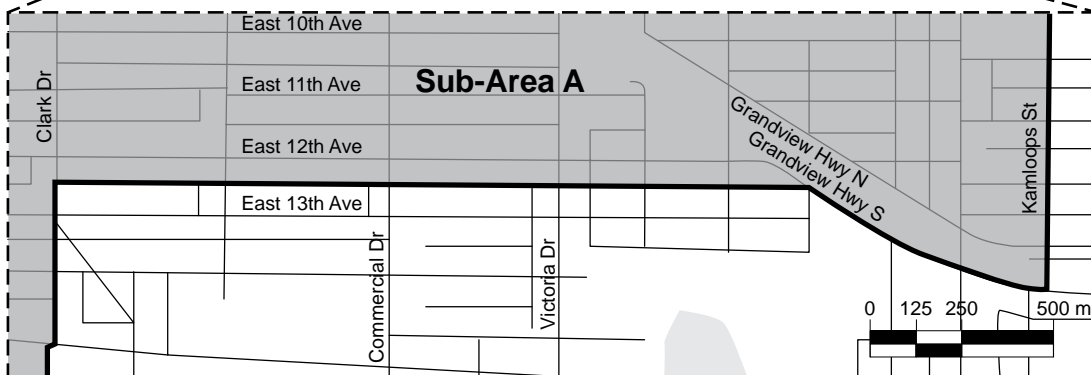 East 10th Ave
Sub-Area A
East 11th Ave
Clark Dr
Grandview Hwy N
Grandview Hwy S
East 12th Ave
Kamloops St
East 13th Ave
Commercial Dr
Victoria Dr
0 125 250 500 m